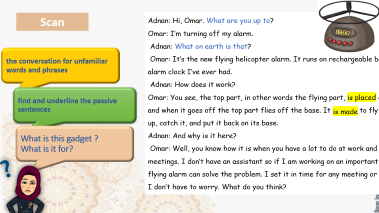 Scan
the conversation for unfamiliar
words and phrases
find and underline the passive
sentences
What is this gadget ?
What is it for?
Adnan: Hi, Omar. What are you up to?
Omar: I'm turning off my alarm.
Adnan: What on earth is that?
Omar: It's the new flying helicopter alarm. It runs on rechargeable b
alarm clock I've ever had.
Adnan: How does it work?
Omar: You see, the top part, in other words the flying part, is placed
and when it goes off the top part flies off the base. It is made to fly
up, catch it, and put it back on its base.
Adnan: And why is it here?
Omar: Well, you know how it is when you have a lot to do at work and
meetings. I don't have an assistant so if I am working on an important
flying alarm can solve the problem. I set it in time for any meeting or
I don't have to worry. What do you think?